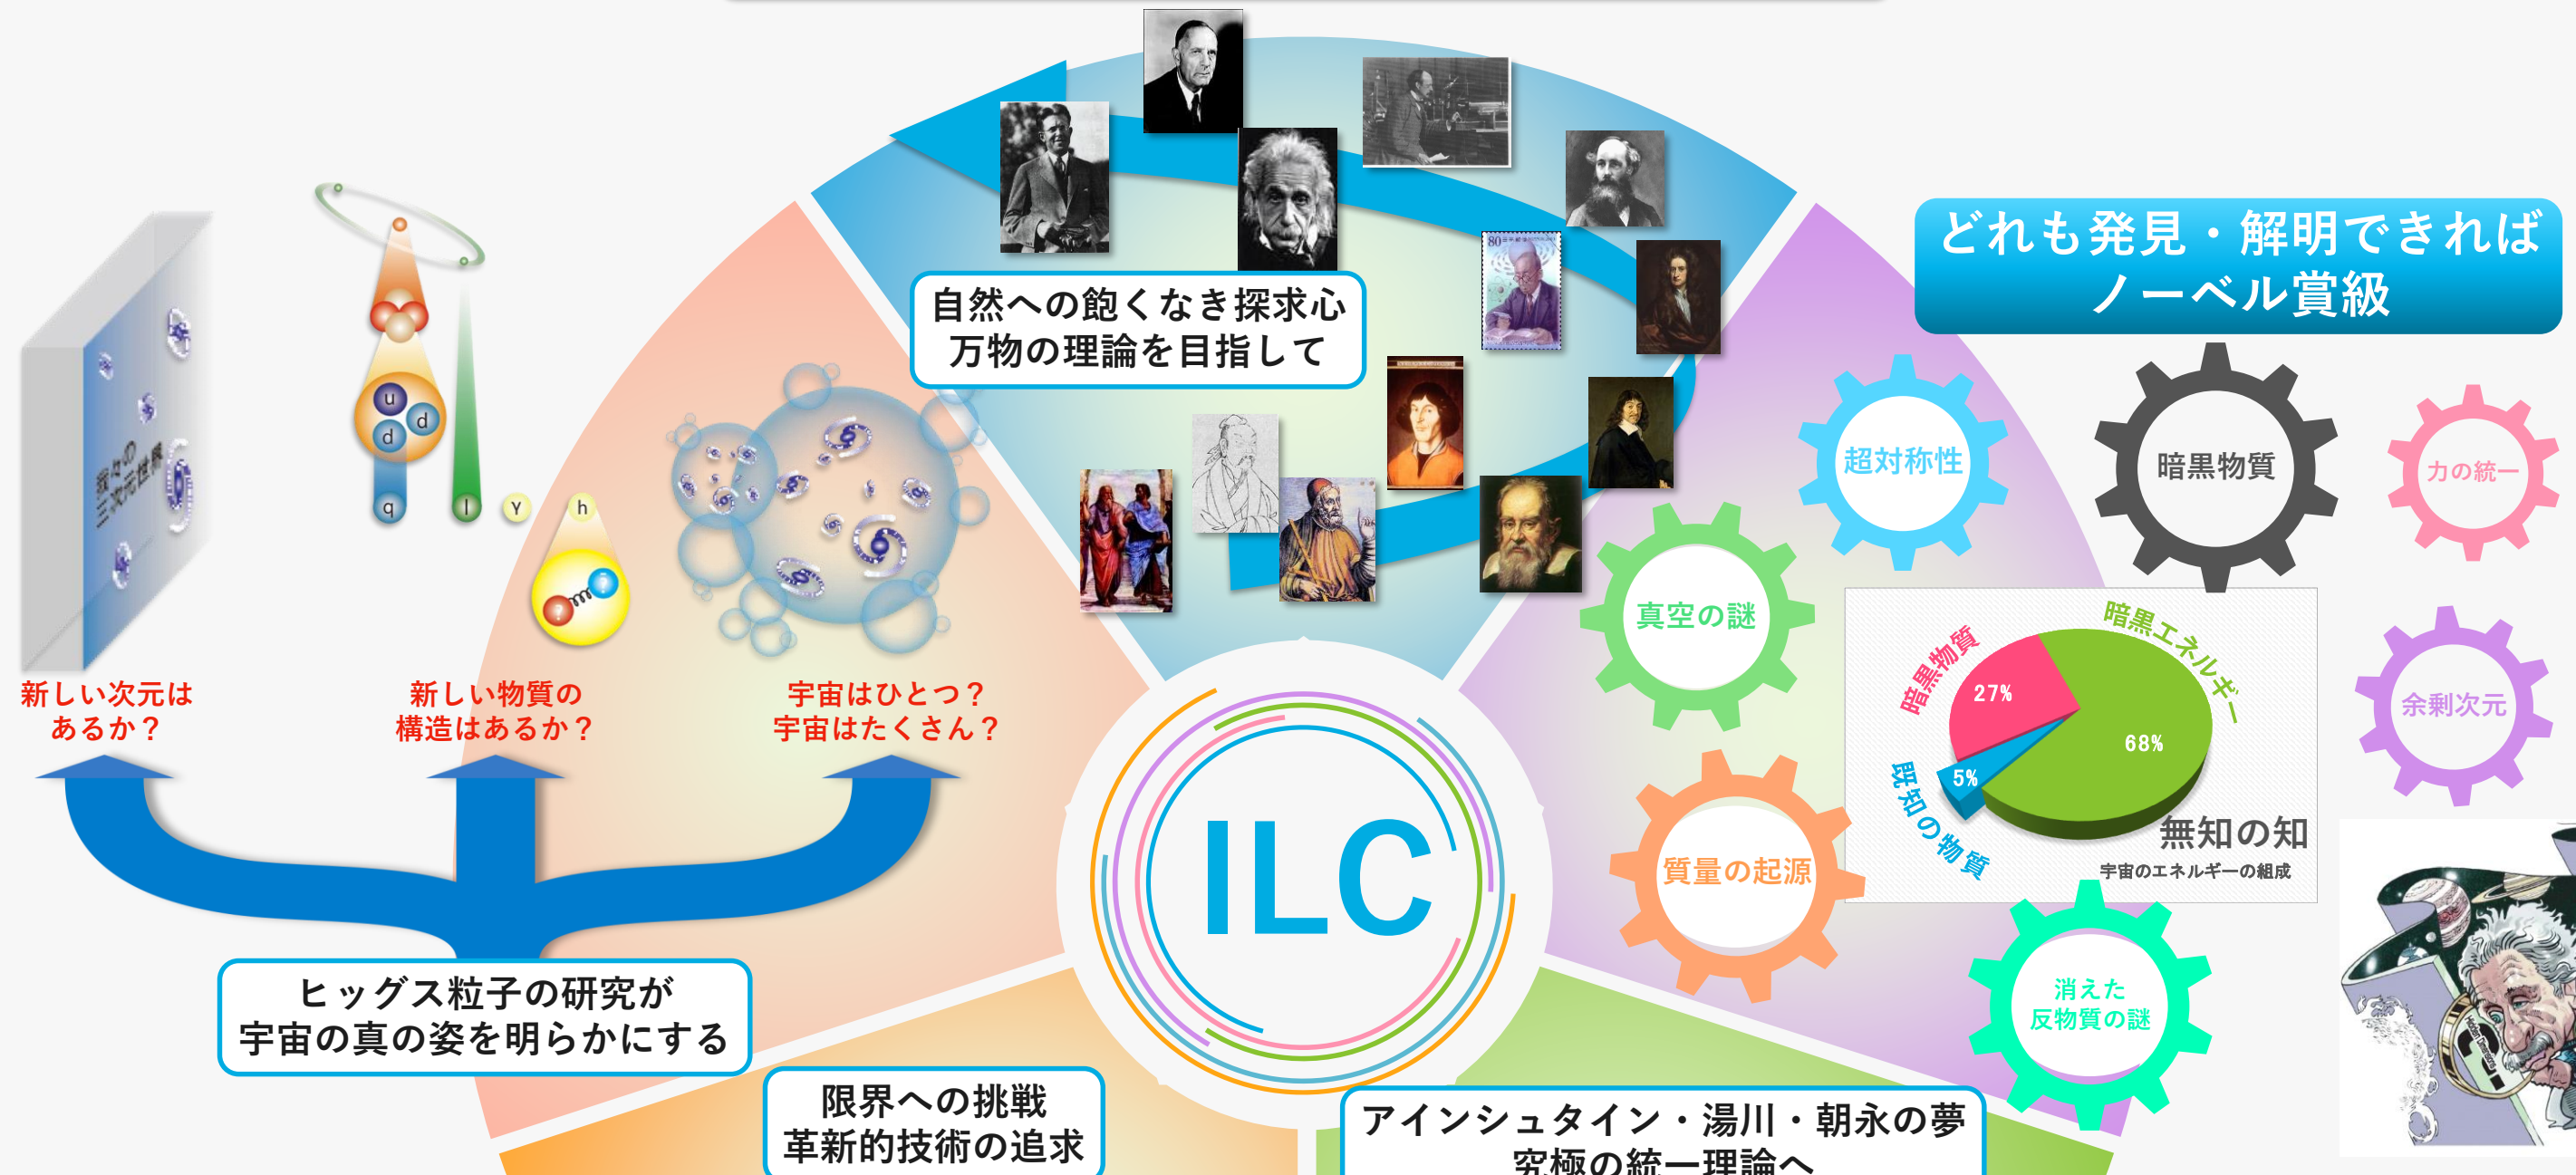 自然への飽くなき探求心
万物の理論を目指して
80
どれも発見・解明できれば
ノーベル賞級
超対称性
暗黒物質
力の統一
真空の謎
余剰次元
質量の起源
消えた
反物質の謎
暗黒エネルギー
暗黒物質
27%
68%
5%
既知の物質
無知の知
宇宙のエネルギーの組成
我々の
三次元世界
u
d
d
q
l
γ
h
?
?
新しい次元は
あるか？
新しい物質の
構造はあるか？
宇宙はひとつ？
宇宙はたくさん？
ILC
ヒッグス粒子の研究が
宇宙の真の姿を明らかにする
限界への挑戦
革新的技術の追求
アインシュタイン・湯川・朝永の夢
究極の統一理論へ